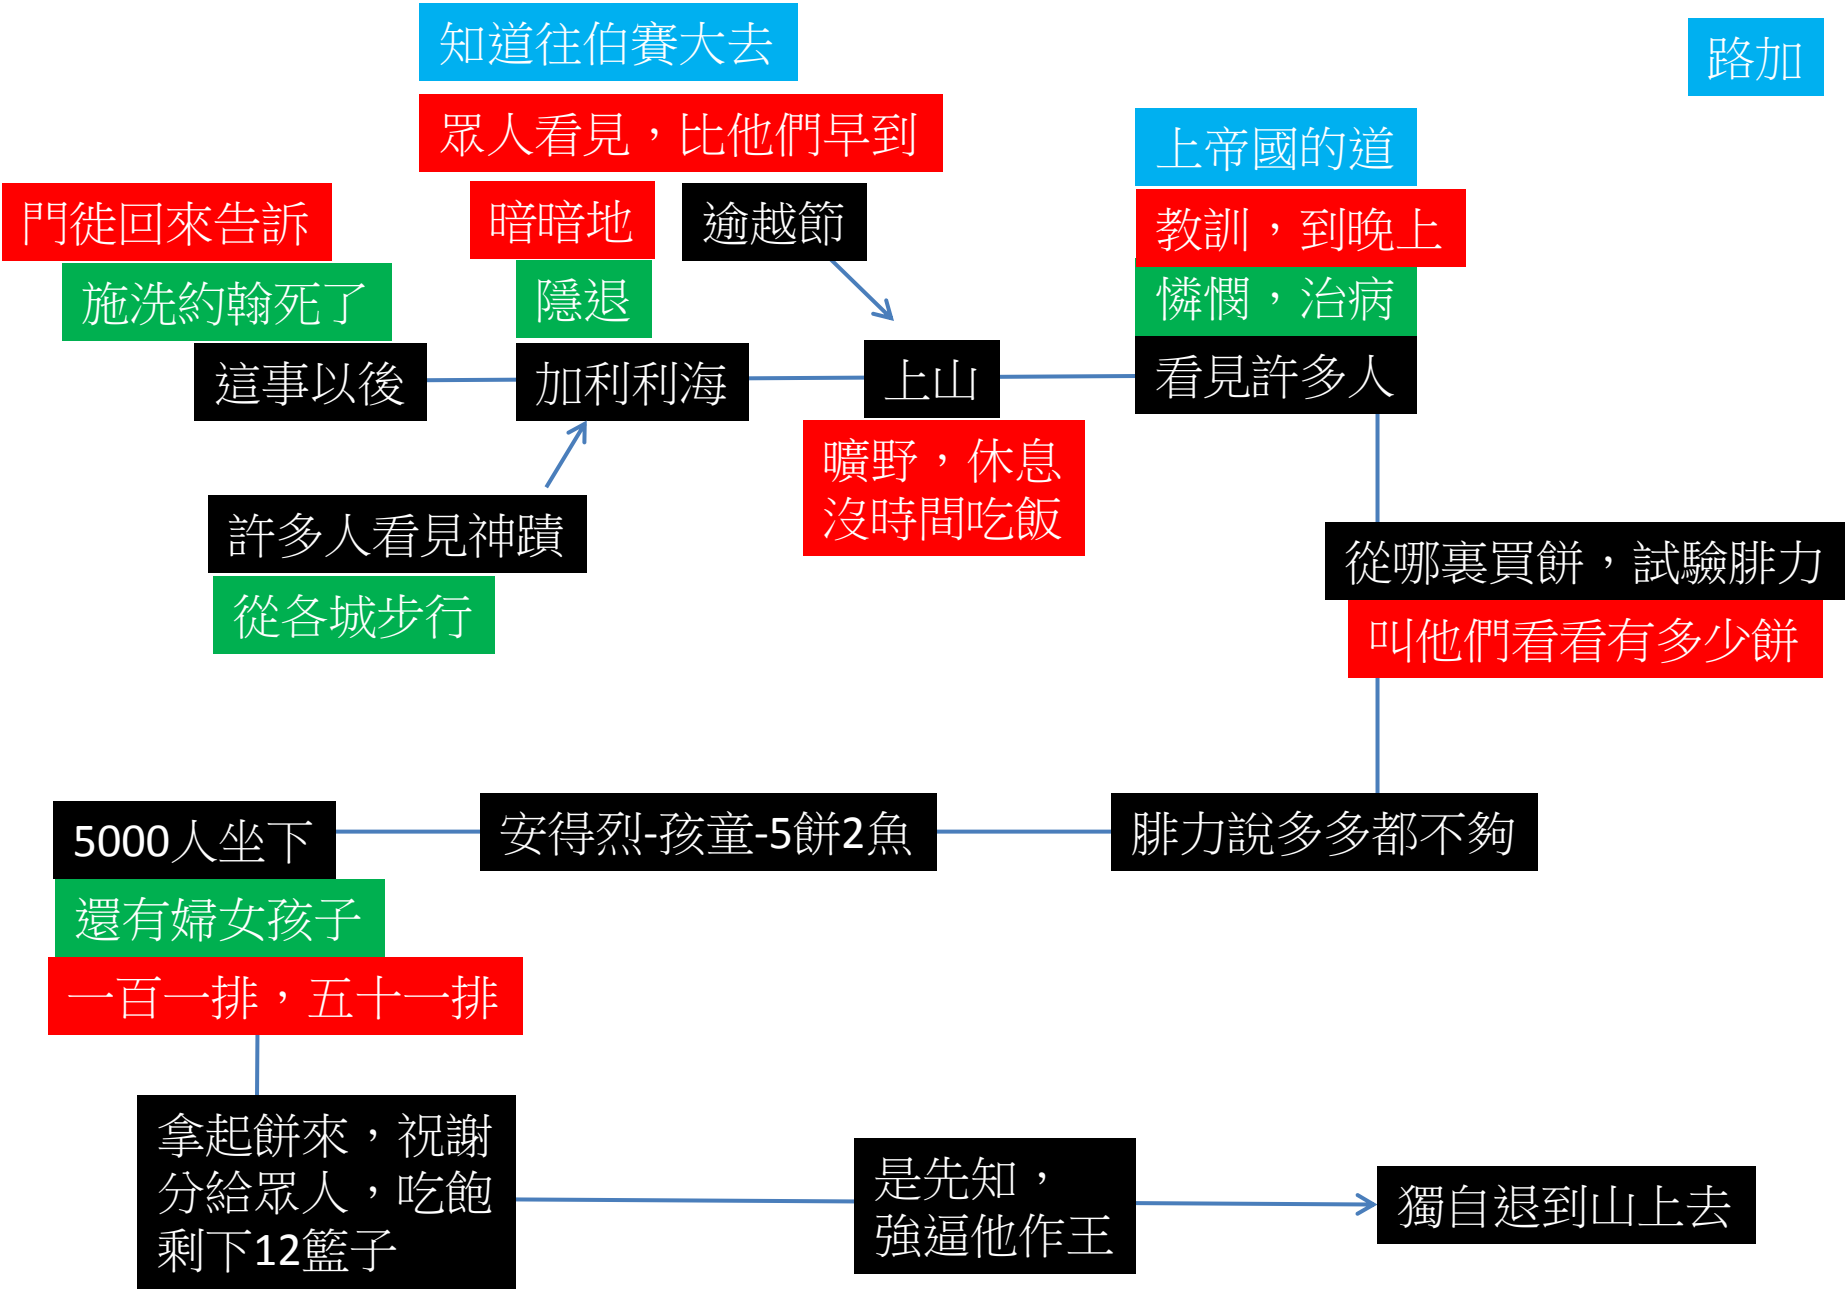 知道往伯賽大去
路加
眾人看見，比他們早到
上帝國的道
門徙回來告訴
暗暗地
逾越節
教訓，到晚上
施洗約翰死了
隱退
憐憫，治病
這事以後
加利利海
上山
看見許多人
曠野，休息
沒時間吃飯
許多人看見神蹟
從各城步行
從哪裏買餅，試驗腓力
叫他們看看有多少餅
5000人坐下
安得烈-孩童-5餅2魚
腓力說多多都不夠
還有婦女孩子
一百一排，五十一排
拿起餅來，祝謝
分給眾人，吃飽
剩下12籃子
是先知，
強逼他作王
獨自退到山上去